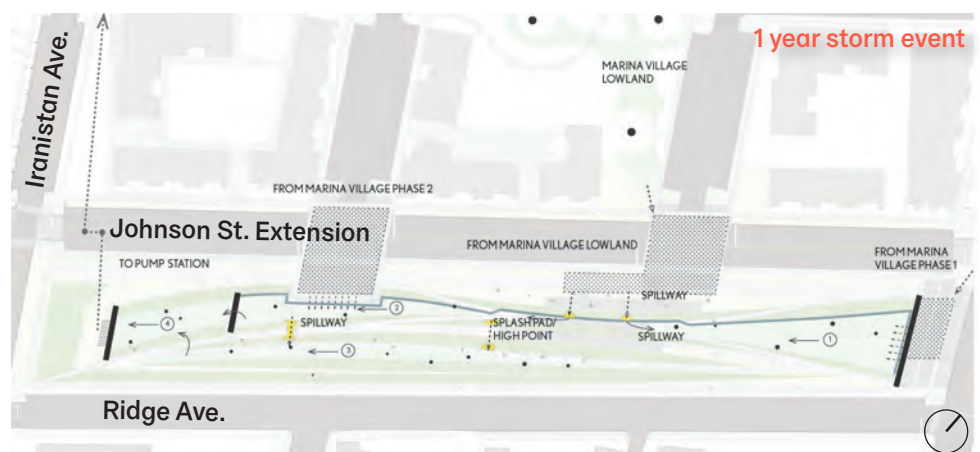 1 year storm event
Iranistan Ave.
MARINA VILLAGE
LOWLAND
FROM MARINA VILLAGE PHASE 2
Johnson St. Extension
FROM MARINA VILLAGE LOWLAND
FROM MARINA
VILLAGE PHASE 1
TO PUMP STATION
SPILLWAY
2
4
SPILLWAY
SPLASH PAD/
HIGH POINT
SPILLWAY
1
3
Ridge Ave.